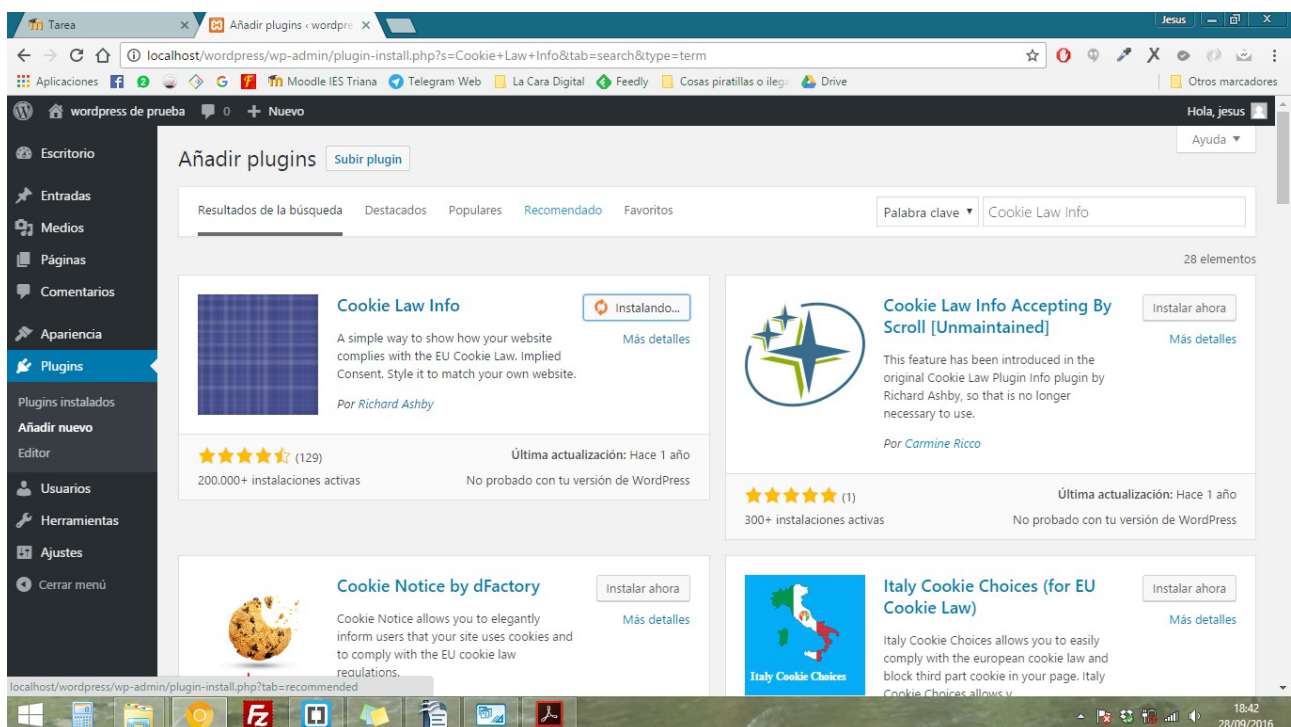 Tarea
Añadir plugins ‹ wordpre
Jesus
localhost/wordpress/wp-admin/plugin-install.php?s=Cookie+Law+Info&tab=search&type=term
Aplicaciones
Moodle IES Triana
Telegram Web
La Cara Digital
Feedly
Cosas piratillas o ileg
Drive
Otros marcadores
wordpress de prueba
0
+ Nuevo
Hola, jesus
Escritorio
Entradas
Medios
Páginas
Comentarios
Apariencia
Plugins
Plugins instalados
Añadir nuevo
Editor
Usuarios
Herramientas
Ajustes
Cerrar menú
Ayuda
Añadir plugins
Subir plugin
Resultados de la búsqueda
Destacados
Populares
Recomendado
Favoritos
Palabra clave
Cookie Law Info
28 elementos
Cookie Law Info
Instalando...
Más detalles
A simple way to show how your website
complies with the EU Cookie Law. Implied
Consent. Style it to match your own website.
Por Richard Ashby
(129)
Última actualización: Hace 1 año
200.000+ instalaciones activas
No probado con tu versión de WordPress
Cookie Law Info Accepting By
Scroll [Unmaintained]
Instalar ahora
Más detalles
This feature has been introduced in the
original Cookie Law Plugin Info plugin by
Richard Ashby, so that is no longer
necessary to use.
Por Carmine Ricco
(1)
Última actualización: Hace 1 año
300+ instalaciones activas
No probado con tu versión de WordPress
Cookie Notice by dFactory
Instalar ahora
Más detalles
Cookie Notice allows you to elegantly
inform users that your site uses cookies and
to comply with the EU cookie law
regulations.
Italy Cookie Choices
Italy Cookie Choices (for EU
Cookie Law)
Instalar ahora
Más detalles
Italy Cookie Choices allows you to easily
comply with the european cookie law and
block third part cookie in your page. Italy
Cookie Choices allows y
localhost/wordpress/wp-admin/plugin-install.php?tab=recommended
18:42
28/09/2016